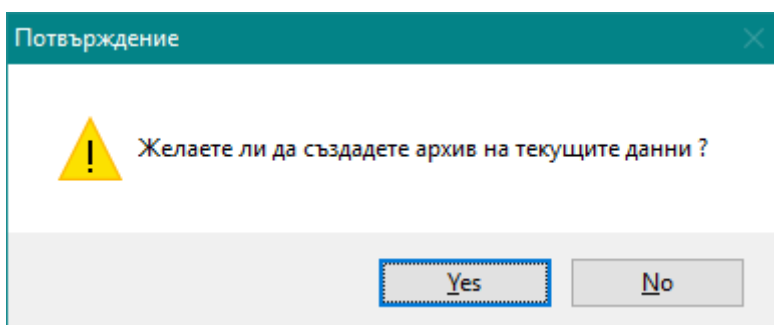 Потвърждение
Желаете ли да създадете архив на текущите данни ?
Yes No